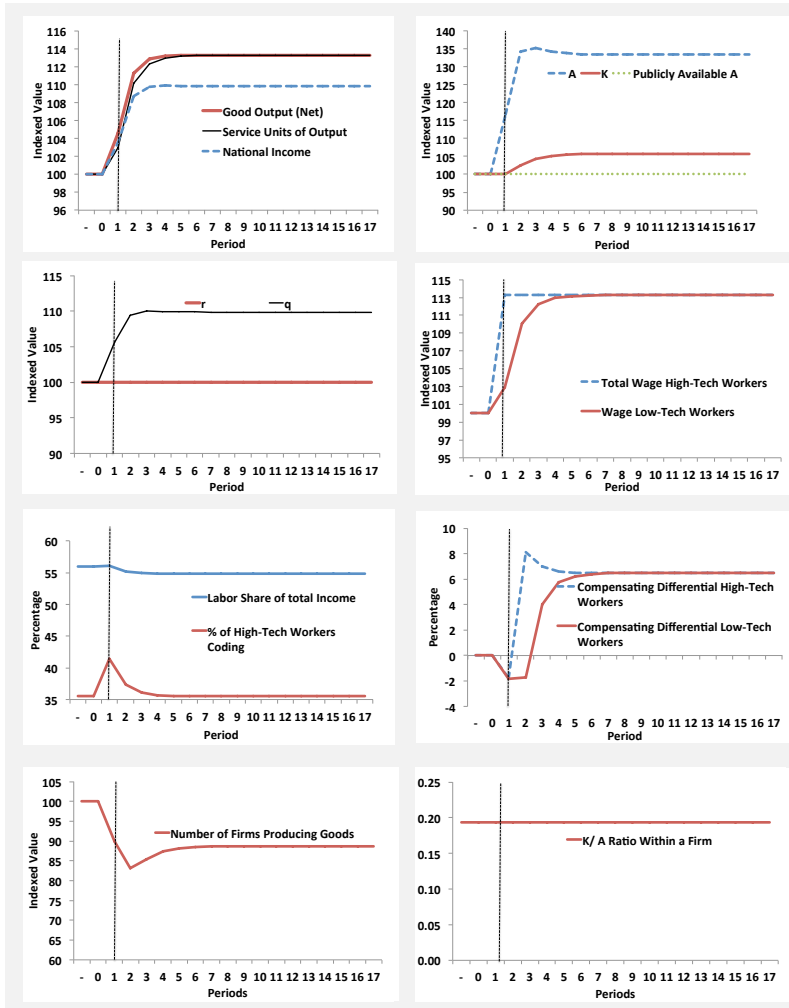 116
114
112
110
108
106
104
102
100
98
96
Indexed Value
Good Output (Net)
Service Units of Output
National Income
- 0 1 2 3 4 5 6 7 8 9 10 11 12 13 14 15 16 17
Period
140
135
130
125
120
115
110
105
100
95
90
Indexed Value
A K Publicly Available A
- 0 1 2 3 4 5 6 7 8 9 10 11 12 13 14 15 16 17
Period
115
110
105
100
95
90
Indexed Value
r q
- 0 1 2 3 4 5 6 7 8 9 10 11 12 13 14 15 16 17
Period
115
113
111
109
107
105
103
101
99
97
95
Indexed Value
Total Wage High-Tech Workers
Wage Low-Tech Workers
- 0 1 2 3 4 5 6 7 8 9 10 11 12 13 14 15 16 17
Period
60
55
50
45
40
35
Percentage
Labor Share of total Income
% of High-Tech Workers
Coding
- 0 1 2 3 4 5 6 7 8 9 10 11 12 13 14 15 16 17
Period
10
8
6
4
2
0
-2
-4
Percentage
Compensating Differential High-Tech
Workers
Compensating Differential Low-Tech
Workers
- 0 1 2 3 4 5 6 7 8 9 10 11 12 13 14 15 16 17
Period
105
100
95
90
85
80
75
70
65
60
Indexed Value
Number of Firms Producing Goods
- 0 1 2 3 4 5 6 7 8 9 10 11 12 13 14 15 16 17
Periods
0.25
0.20
0.15
0.10
0.05
0.00
K/ A Ratio Within a Firm
- 0 1 2 3 4 5 6 7 8 9 10 11 12 13 14 15 16 17
Periods